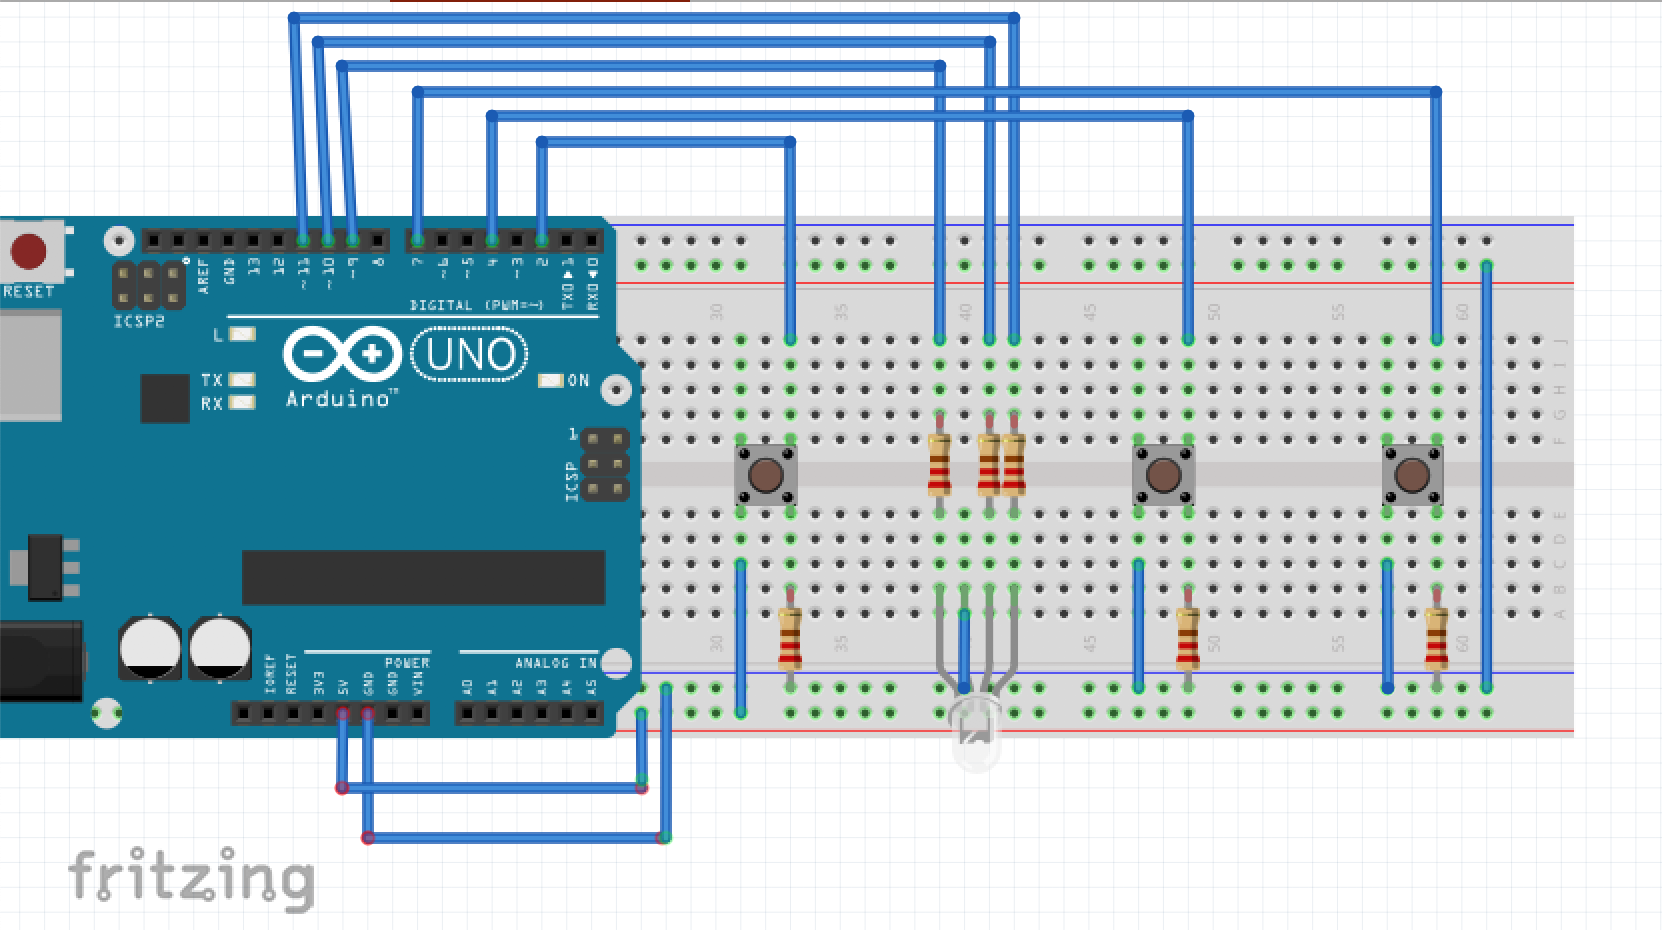 RESET
ICSP2
AREF
GND
13
12
~11
~10
~9
8
7
~6
~5
4
~3
2
TX0▶1
RX0◀0
DIGITAL (PWM=~)
L
TX
RX
UNO
Arduino™
ON
1
ICSP
IOREF
RESET
3V3
5V
GND
GND
VIN
POWER
ANALOG IN
A0
A1
A2
A3
A4
A5
30
35
40
45
50
55
60
J
I
H
G
F
E
D
C
B
A
30
35
45
50
55
60
fritzing